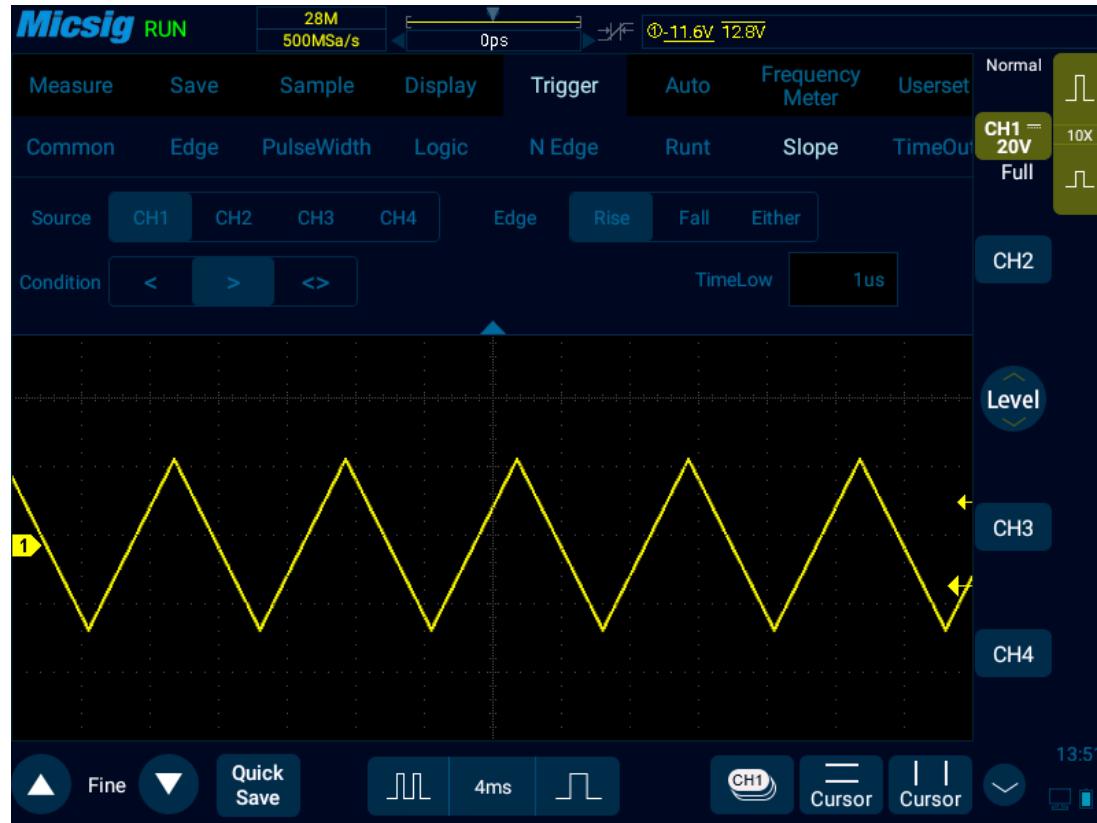 Micsig RUN 28M 500MSa/s 0ps ①-11.6V 12.8V
Measure Save Sample Display Trigger Auto Frequency Meter Userset
Normal
Common Edge PulseWidth Logic N Edge Runt Slope TimeOut
CH1 20V 10X
Full
Source CH1 CH2 CH3 CH4 Edge Rise Fall Either
CH2
Condition < > <> TimeLow 1us
Level
CH3
1
CH4
13:51
Fine Quick Save 4ms CH1 Cursor Cursor